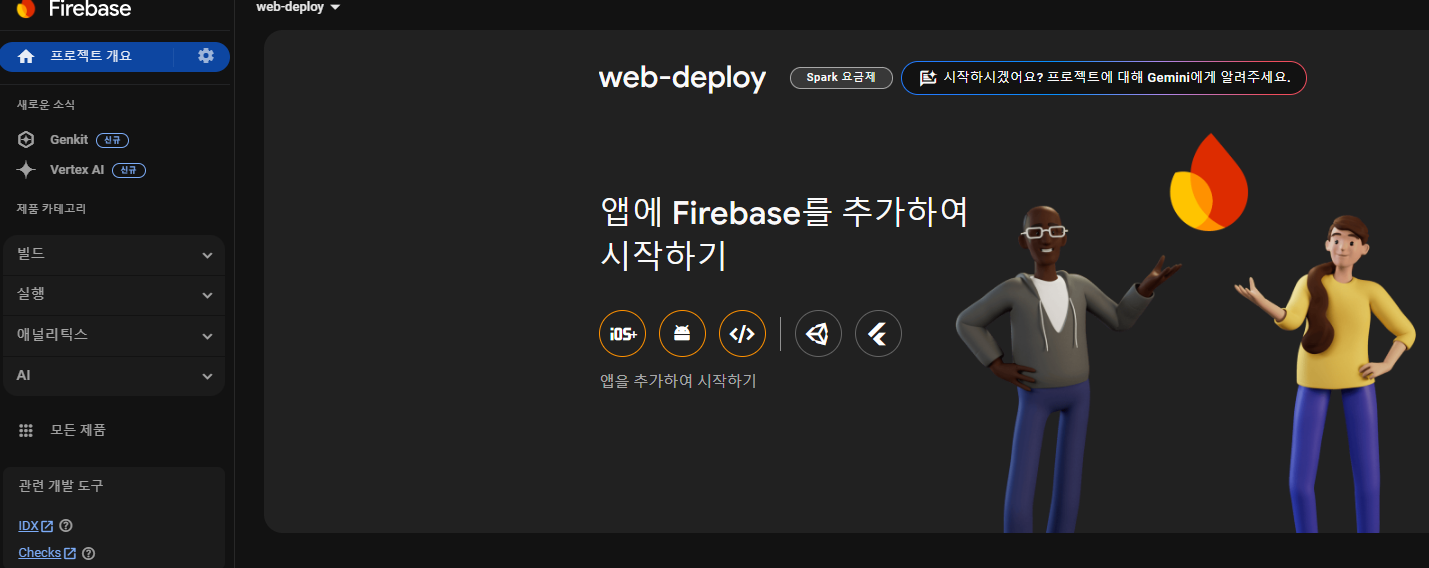 Firebase
web-deploy
프로젝트 개요
새로운 소식
Genkit 신규
Vertex AI 신규
제품 카테고리
빌드
실행
애널리틱스
AI
모든 제품
관련 개발 도구
IDX
Checks
web-deploy
Spark 요금제
시작하시겠어요? 프로젝트에 대해 Gemini에게 알려주세요.
앱에 Firebase를 추가하여
시작하기
iOS+
앱을 추가하여 시작하기